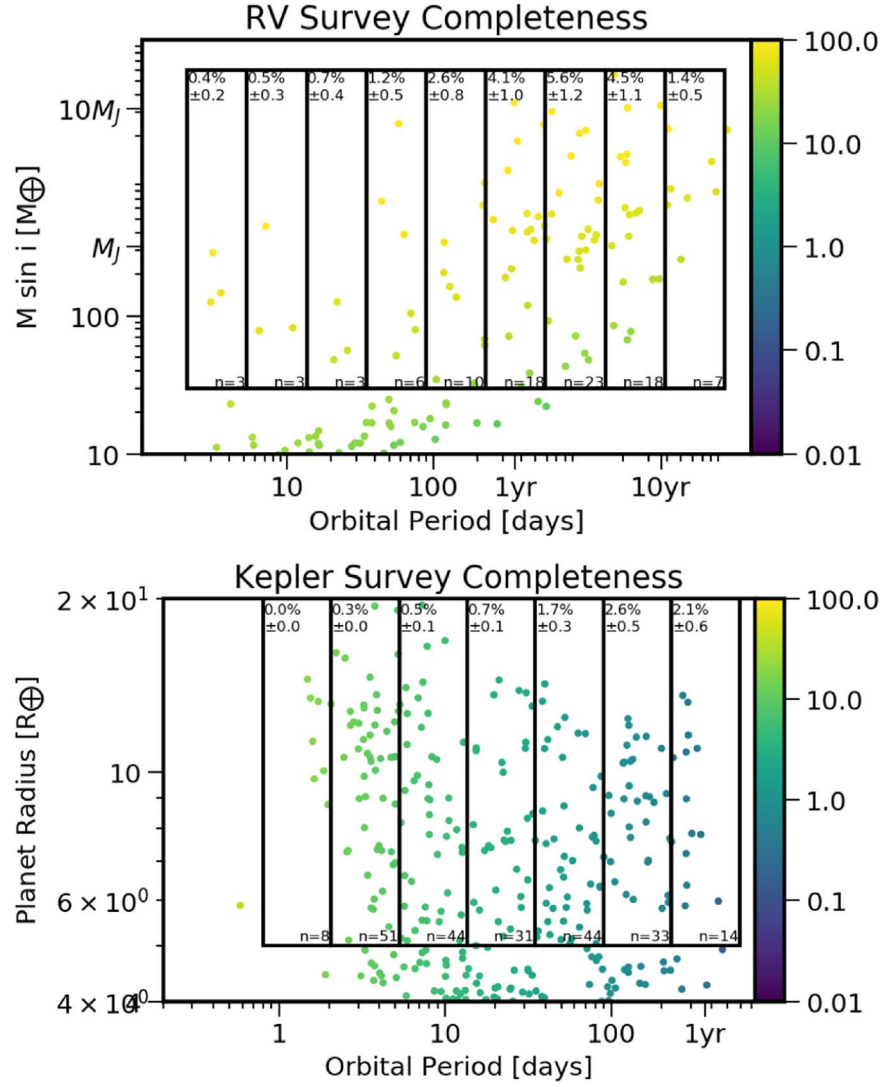 RV Survey Completeness
0.4% 0.5% 0.7% 1.2% 2.6% 4.1% 5.6% 4.5% 1.4%
±0.2 ±0.3 ±0.4 ±0.5 ±0.8 ±1.0 ±1.2 ±1.1 ±0.5
n=3 n=3 n=3 n=6 n=10 n=18 n=23 n=18 n=7
M sin i [M⊕]
10M_J
M_J
100
10
10 100 1yr 10yr
Orbital Period [days]
100.0
10.0
1.0
0.1
0.01
Kepler Survey Completeness
0.0% 0.3% 0.5% 0.7% 1.7% 2.6% 2.1%
±0.0 ±0.0 ±0.1 ±0.1 ±0.3 ±0.5 ±0.6
n=8 n=51 n=44 n=31 n=44 n=33 n=14
Planet Radius [R⊕]
2 × 10¹
10
6 × 10⁰
4 × 10⁰
1 10 100 1yr
Orbital Period [days]
100.0
10.0
1.0
0.1
0.01